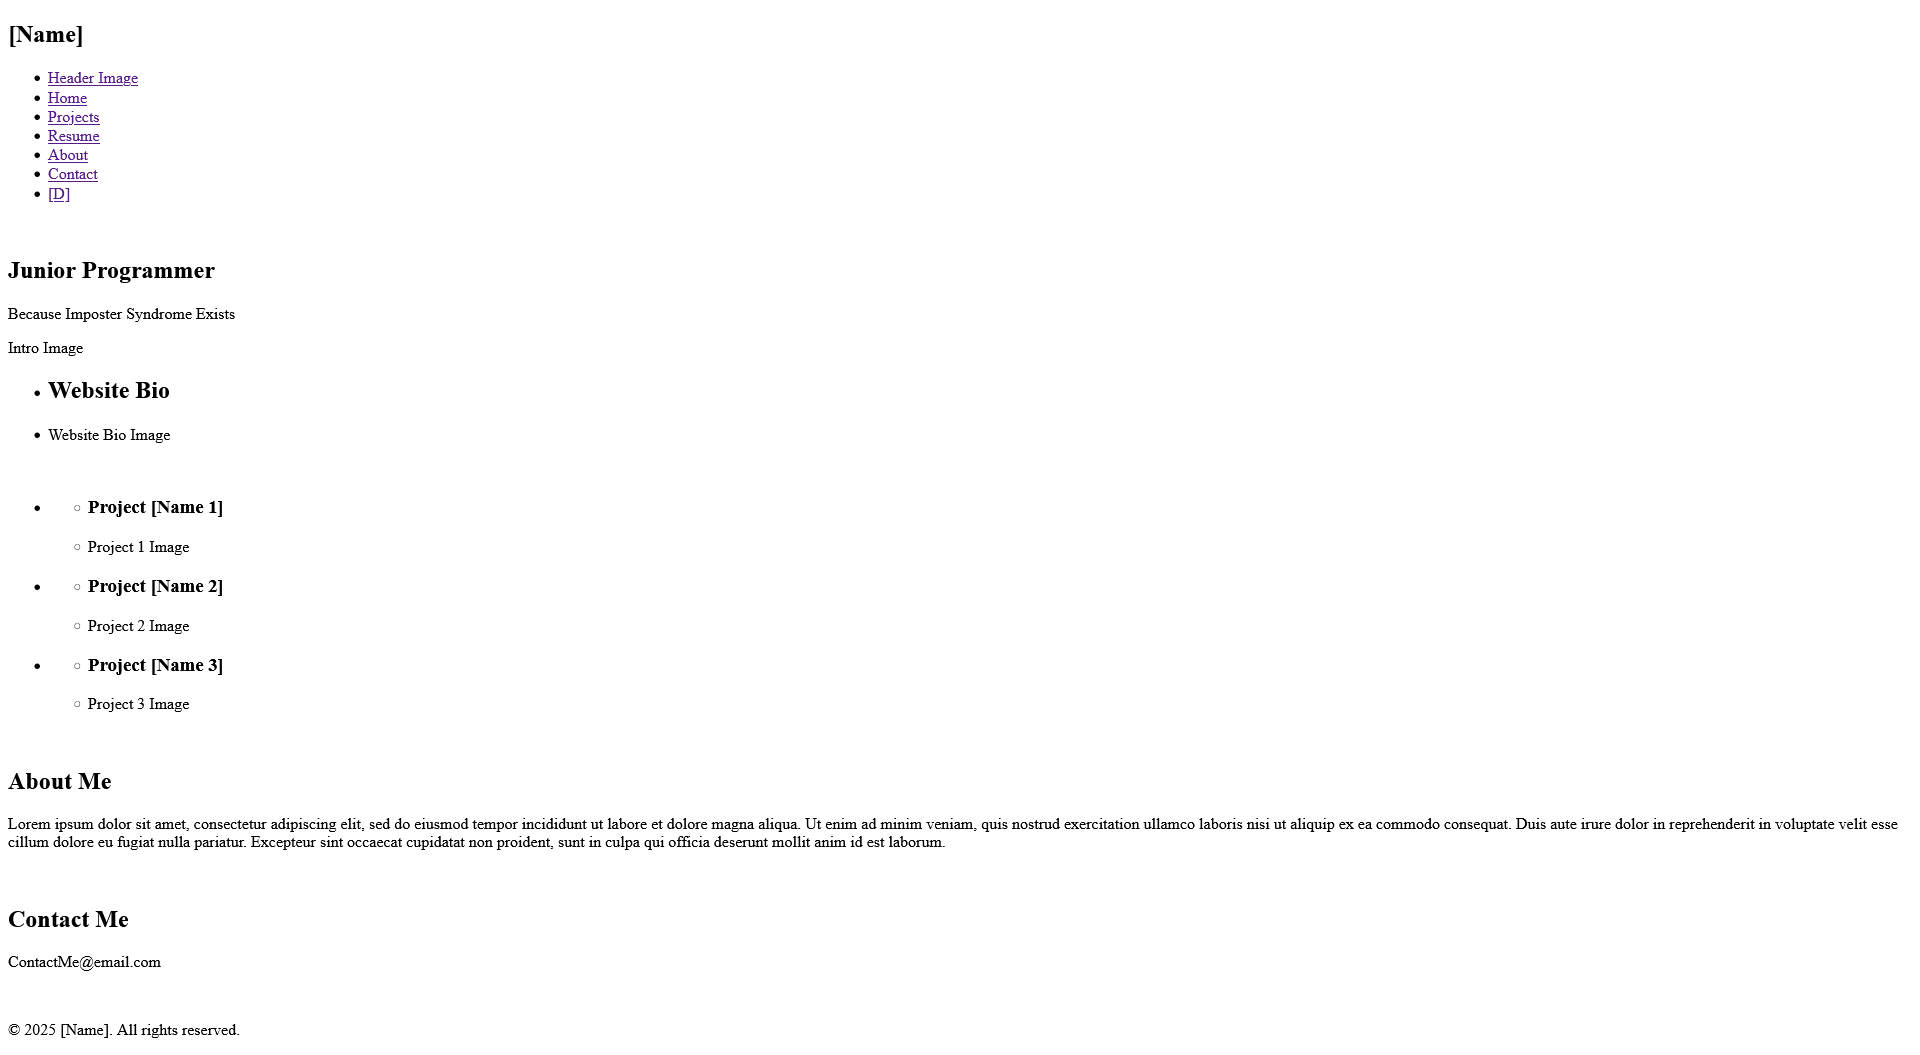 [Name]
Header Image
Home
Projects
Resume
About
Contact
[D]
Junior Programmer
Because Imposter Syndrome Exists
Intro Image
Website Bio
Website Bio Image
Project [Name 1]
Project 1 Image
Project [Name 2]
Project 2 Image
Project [Name 3]
Project 3 Image
About Me
Lorem ipsum dolor sit amet, consectetur adipiscing elit, sed do eiusmod tempor incididunt ut labore et dolore magna aliqua. Ut enim ad minim veniam, quis nostrud exercitation ullamco laboris nisi ut aliquip ex ea commodo consequat. Duis aute irure dolor in reprehenderit in voluptate velit esse
cillum dolore eu fugiat nulla pariatur. Excepteur sint occaecat cupidatat non proident, sunt in culpa qui officia deserunt mollit anim id est laborum.
Contact Me
ContactMe@email.com
© 2025 [Name]. All rights reserved.